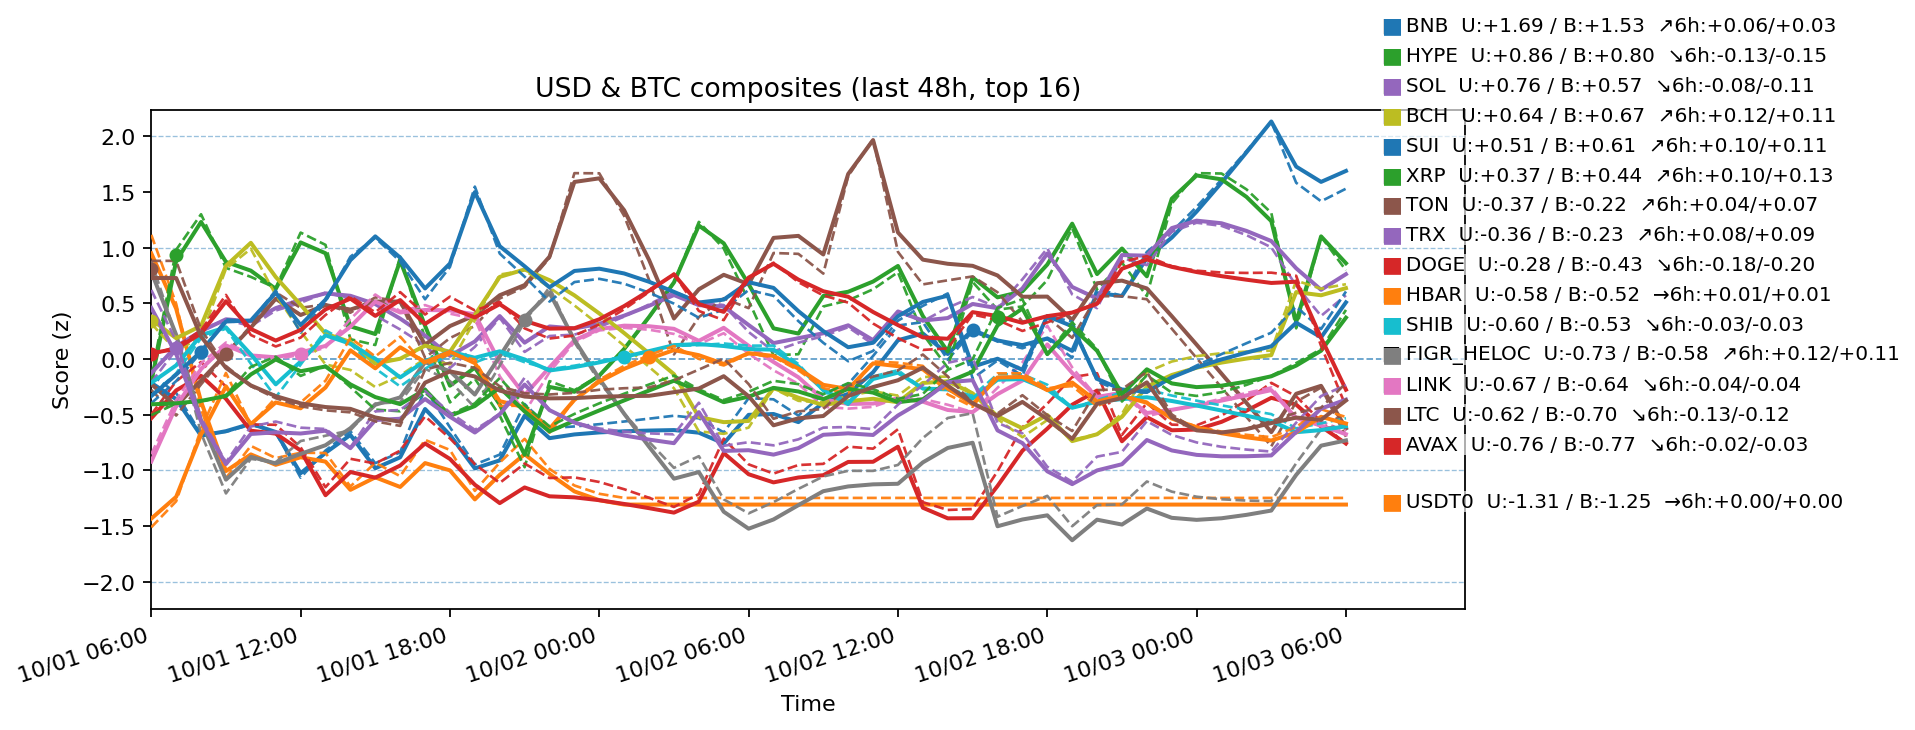 BNB  U:+1.69 / B:+1.53  ↗6h:+0.06/+0.03
HYPE  U:+0.86 / B:+0.80  ↘6h:-0.13/-0.15
SOL  U:+0.76 / B:+0.57  ↘6h:-0.08/-0.11
BCH  U:+0.64 / B:+0.67  ↗6h:+0.12/+0.11
SUI  U:+0.51 / B:+0.61  ↗6h:+0.10/+0.11
XRP  U:+0.37 / B:+0.44  ↗6h:+0.10/+0.13
TON  U:-0.37 / B:-0.22  ↗6h:+0.04/+0.07
TRX  U:-0.36 / B:-0.23  ↗6h:+0.08/+0.09
DOGE  U:-0.28 / B:-0.43  ↘6h:-0.18/-0.20
HBAR  U:-0.58 / B:-0.52  →6h:+0.01/+0.01
SHIB  U:-0.60 / B:-0.53  ↘6h:-0.03/-0.03
FIGR_HELOC  U:-0.73 / B:-0.58  ↗6h:+0.12/+0.11
LINK  U:-0.67 / B:-0.64  ↘6h:-0.04/-0.04
LTC  U:-0.62 / B:-0.70  ↘6h:-0.13/-0.12
AVAX  U:-0.76 / B:-0.77  ↘6h:-0.02/-0.03
USDT0  U:-1.31 / B:-1.25  →6h:+0.00/+0.00
USD & BTC composites (last 48h, top 16)
Score (z)
2.0
1.5
1.0
0.5
0.0
−0.5
−1.0
−1.5
−2.0
10/01 06:00
10/01 12:00
10/01 18:00
10/02 00:00
10/02 06:00
10/02 12:00
10/02 18:00
10/03 00:00
10/03 06:00
Time